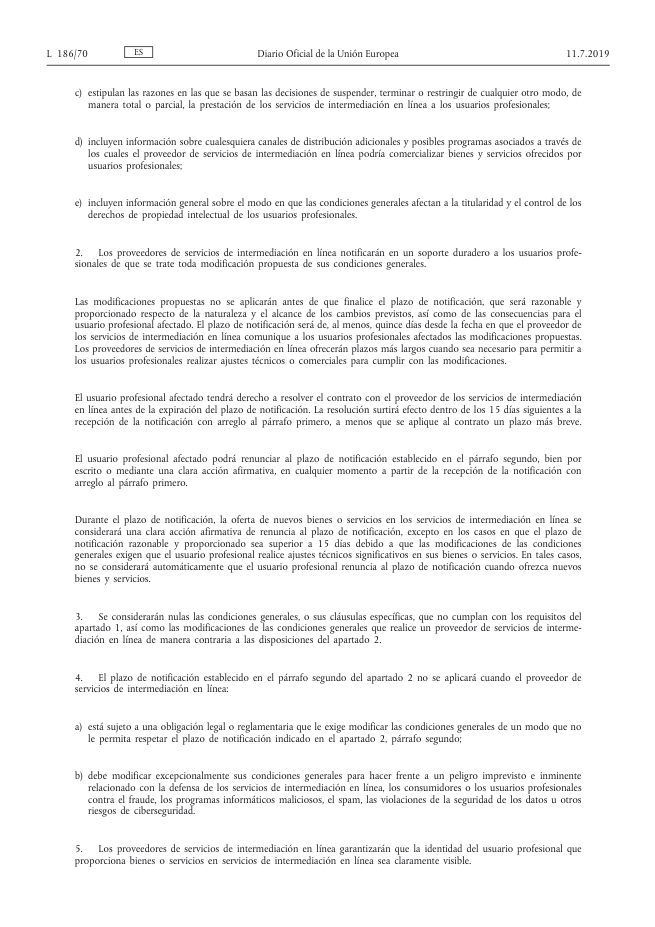 L 186/70 ES Diario Oficial de la Unión Europea 11.7.2019
c) estipulan las razones en las que se basan las decisiones de suspender, terminar o restringir de cualquier otro modo, de
manera total o parcial, la prestación de los servicios de intermediación en línea a los usuarios profesionales;
d) incluyen información sobre cualesquiera canales de distribución adicionales y posibles programas asociados a través de
los cuales el proveedor de servicios de intermediación en línea podría comercializar bienes y servicios ofrecidos por
usuarios profesionales;
e) incluyen información general sobre el modo en que las condiciones generales afectan a la titularidad y el control de los
derechos de propiedad intelectual de los usuarios profesionales.
2. Los proveedores de servicios de intermediación en línea notificarán en un soporte duradero a los usuarios profe-
sionales de que se trate toda modificación propuesta de sus condiciones generales.
Las modificaciones propuestas no se aplicarán antes de que finalice el plazo de notificación, que será razonable y
proporcionado respecto de la naturaleza y el alcance de los cambios previstos, así como de las consecuencias para el
usuario profesional afectado. El plazo de notificación será de, al menos, quince días desde la fecha en que el proveedor de
los servicios de intermediación en línea comunique a los usuarios profesionales afectados las modificaciones propuestas.
Los proveedores de servicios de intermediación en línea ofrecerán plazos más largos cuando sea necesario para permitir a
los usuarios profesionales realizar ajustes técnicos o comerciales para cumplir con las modificaciones.
El usuario profesional afectado tendrá derecho a resolver el contrato con el proveedor de los servicios de intermediación
en línea antes de la expiración del plazo de notificación. La resolución surtirá efecto dentro de los 15 días siguientes a la
recepción de la notificación con arreglo al párrafo primero, a menos que se aplique al contrato un plazo más breve.
El usuario profesional afectado podrá renunciar al plazo de notificación establecido en el párrafo segundo, bien por
escrito o mediante una clara acción afirmativa, en cualquier momento a partir de la recepción de la notificación con
arreglo al párrafo primero.
Durante el plazo de notificación, la oferta de nuevos bienes o servicios en los servicios de intermediación en línea se
considerará una clara acción afirmativa de renuncia al plazo de notificación, excepto en los casos en que el plazo de
notificación razonable y proporcionado sea superior a 15 días debido a que las modificaciones de las condiciones
generales exigen que el usuario profesional realice ajustes técnicos significativos en sus bienes o servicios. En tales casos,
no se considerará automáticamente que el usuario profesional renuncia al plazo de notificación cuando ofrezca nuevos
bienes y servicios.
3. Se considerarán nulas las condiciones generales, o sus cláusulas específicas, que no cumplan con los requisitos del
apartado 1, así como las modificaciones de las condiciones generales que realice un proveedor de servicios de interme-
diación en línea de manera contraria a las disposiciones del apartado 2.
4. El plazo de notificación establecido en el párrafo segundo del apartado 2 no se aplicará cuando el proveedor de
servicios de intermediación en línea:
a) está sujeto a una obligación legal o reglamentaria que le exige modificar las condiciones generales de un modo que no
le permita respetar el plazo de notificación indicado en el apartado 2, párrafo segundo;
b) debe modificar excepcionalmente sus condiciones generales para hacer frente a un peligro imprevisto e inminente
relacionado con la defensa de los servicios de intermediación en línea, los consumidores o los usuarios profesionales
contra el fraude, los programas informáticos maliciosos, el spam, las violaciones de la seguridad de los datos u otros
riesgos de ciberseguridad.
5. Los proveedores de servicios de intermediación en línea garantizarán que la identidad del usuario profesional que
proporciona bienes o servicios en servicios de intermediación en línea sea claramente visible.